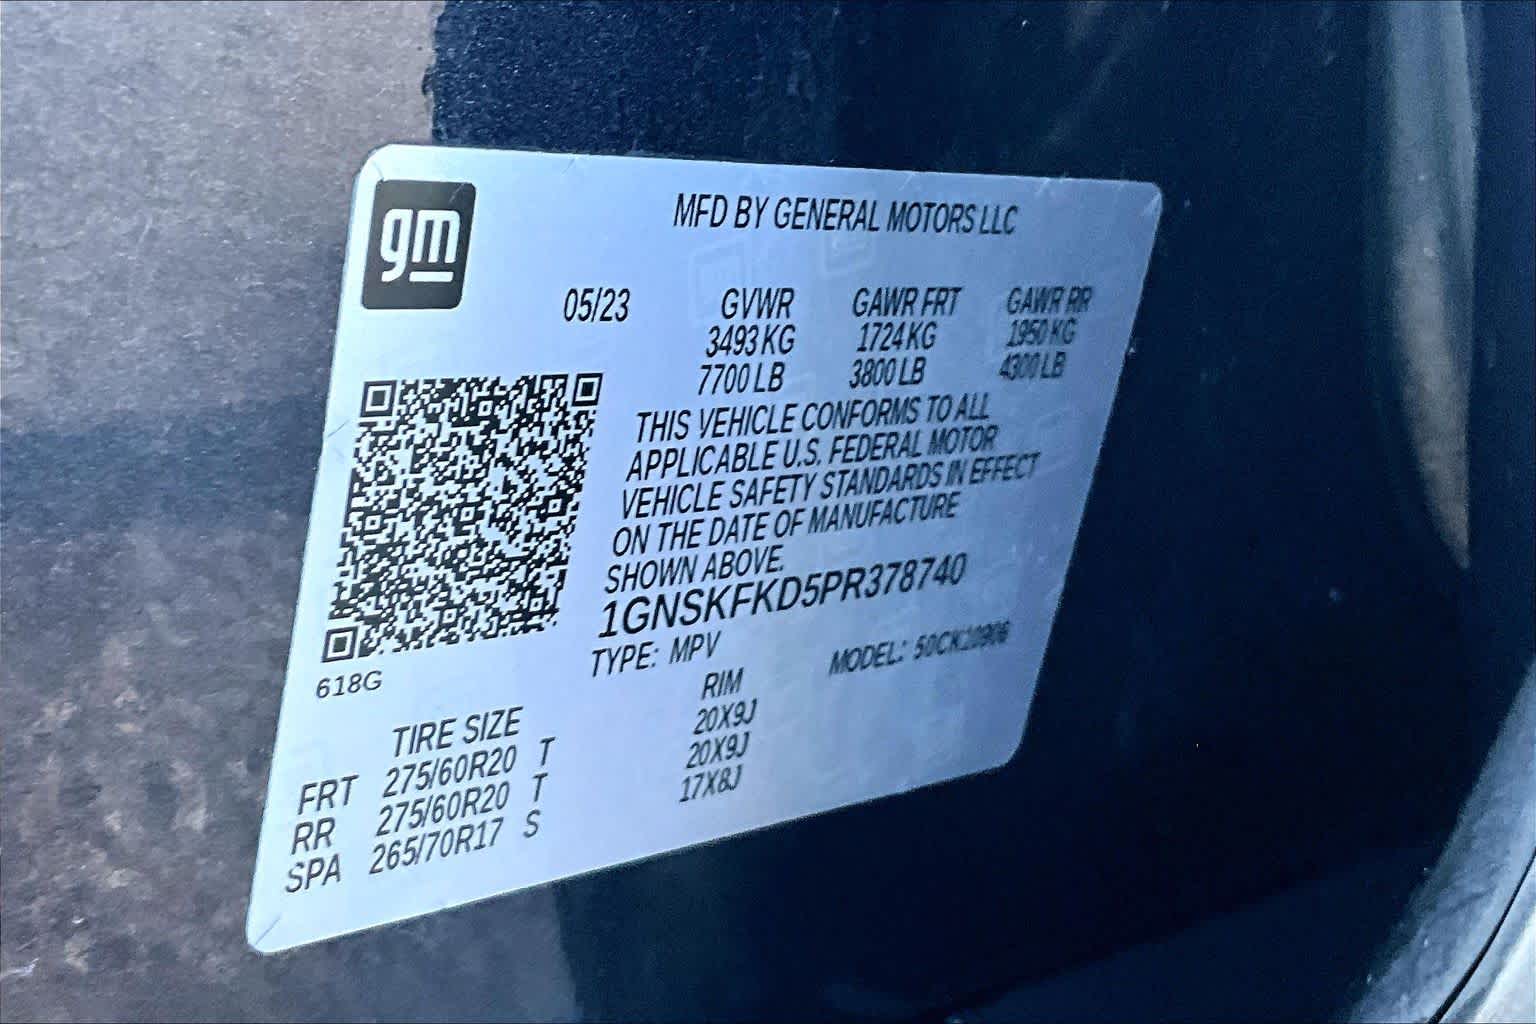 gm
MFD BY GENERAL MOTORS LLC
05/23 GVWR GAWR FRT GAWR RR
3493 KG 1724 KG 1950 KG
7700 LB 3800 LB 4300 LB
THIS VEHICLE CONFORMS TO ALL
APPLICABLE U.S. FEDERAL MOTOR
VEHICLE SAFETY STANDARDS IN EFFECT
ON THE DATE OF MANUFACTURE
SHOWN ABOVE.
1GNSKFKD5PR378740
TYPE: MPV MODEL: 50CK10906
618G
TIRE SIZE RIM
FRT 275/60R20 T 20X9J
RR 275/60R20 T 20X9J
SPA 265/70R17 S 17X8J